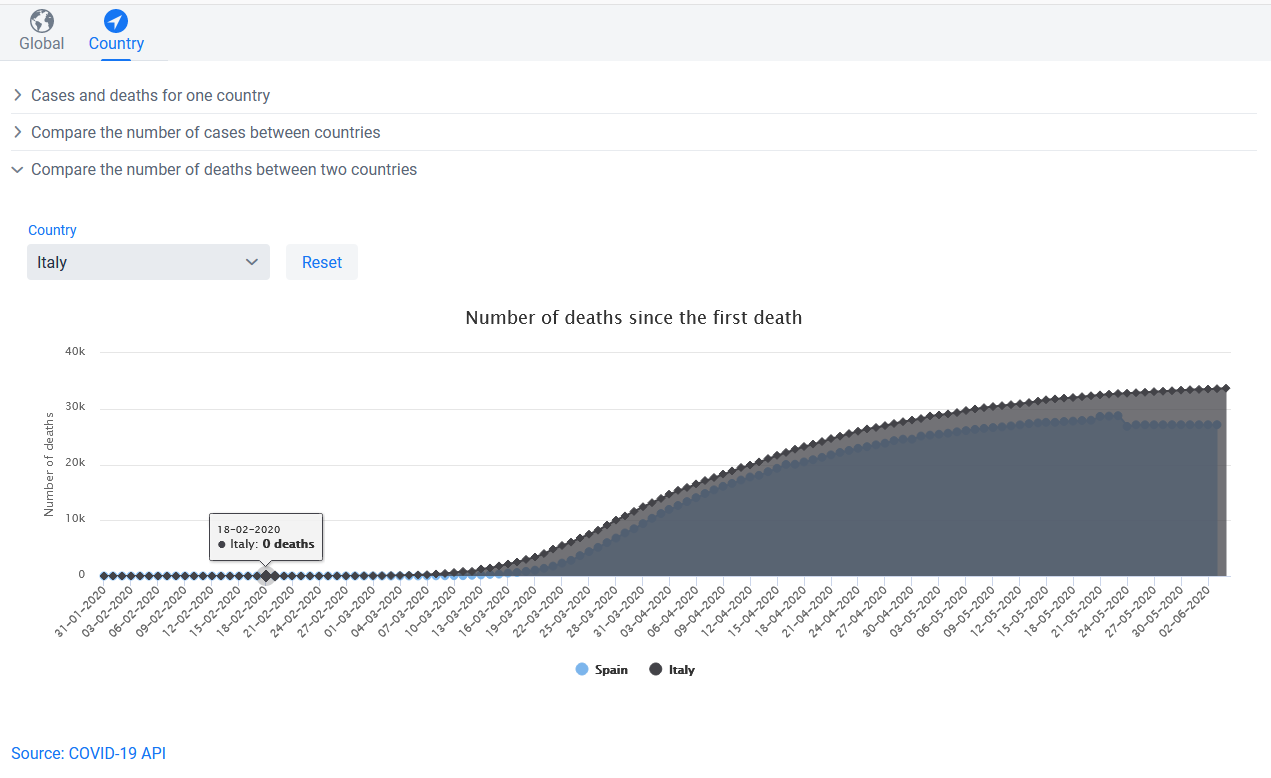 Global Country
Cases and deaths for one country
Compare the number of cases between countries
Compare the number of deaths between two countries
Country
Italy Reset
Number of deaths since the first death
Number of deaths
40k
30k
20k
10k
0
18-02-2020
Italy: 0 deaths
31-01-2020 03-02-2020 06-02-2020 09-02-2020 12-02-2020 15-02-2020 18-02-2020 21-02-2020 24-02-2020 27-02-2020 01-03-2020 04-03-2020 07-03-2020 10-03-2020 13-03-2020 16-03-2020 19-03-2020 22-03-2020 25-03-2020 28-03-2020 31-03-2020 03-04-2020 06-04-2020 09-04-2020 12-04-2020 15-04-2020 18-04-2020 21-04-2020 24-04-2020 27-04-2020 30-04-2020 03-05-2020 06-05-2020 09-05-2020 12-05-2020 15-05-2020 18-05-2020 21-05-2020 24-05-2020 27-05-2020 30-05-2020 02-06-2020
Spain Italy
Source: COVID-19 API